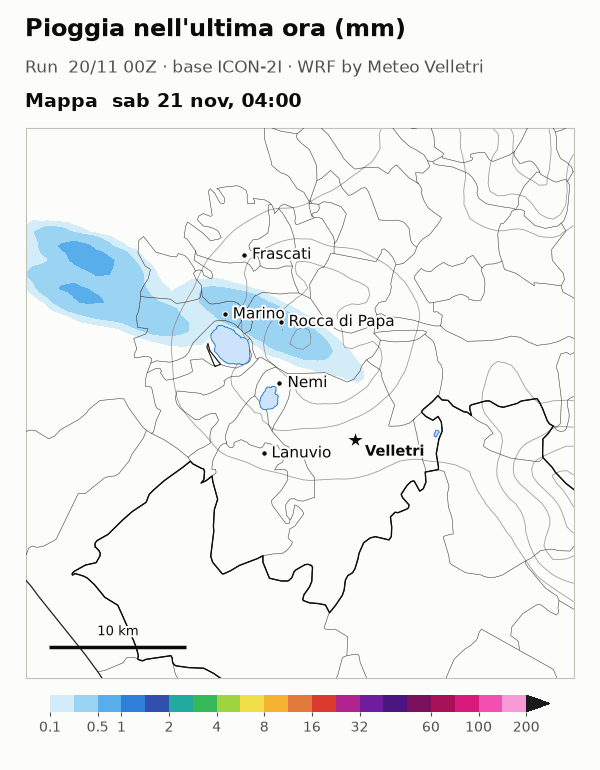 Pioggia nell'ultima ora (mm)
Run  20/11 00Z · base ICON-2I · WRF by Meteo Velletri
Mappa  sab 21 nov, 04:00
Frascati
Marino
Rocca di Papa
Nemi
Velletri
Lanuvio
10 km
0.1 0.5 1 2 4 8 16 32 60 100 200